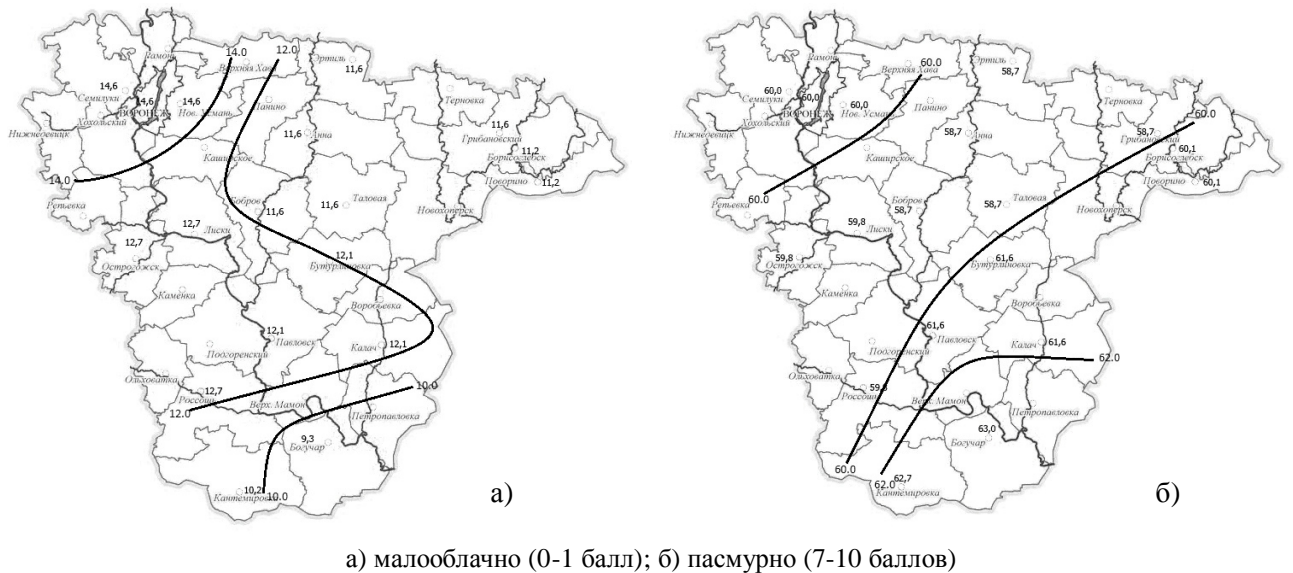 14.0
12.0
Рамонь
Верхняя Хава
Эртиль
11,6
14,6
Семилуки
14,6
14,6
ВОРОНЕЖ
Нов. Усмань
Панино
Терновка
Хохольский
Нижнедевицк
11,6
Анна
11,6
Грибановский
11,2
Борисоглебск
Каширское
14.0
Поворино
11,2
Репьевка
Бобров
11,6
11,6
Таловая
Новохоперск
12,7
Лиски
12,7
Острогожск
12,1
Бутурлиновка
Каменка
Воробьевка
12,1
Павловск
12,1
Калач
Подгоренский
Ольховатка
12,7
Россошь
12.0
10.0
Верх. Мамон
Петропавловка
9,3
Богучар
10,2
10.0
Кантемировка
а)
Рамонь
Верхняя Хава
60.0
Эртиль
58,7
60,0
Семилуки
60,0
60,0
ВОРОНЕЖ
Нов. Усмань
Панино
Терновка
Хохольский
Нижнедевицк
58,7
Анна
58,7
Грибановский
60.0
60,1
Борисоглебск
Каширское
Поворино
60,1
60.0
Репьевка
Бобров
58,7
58,7
Таловая
Новохоперск
59,8
Лиски
59,8
Острогожск
61,6
Бутурлиновка
Каменка
Воробьевка
61,6
Павловск
Калач
61,6
Подгоренский
62.0
Ольховатка
59,8
Россошь
Верх. Мамон
Петропавловка
63,0
Богучар
60.0
62.0
62,7
Кантемировка
б)
а) малооблачно (0-1 балл); б) пасмурно (7-10 баллов)